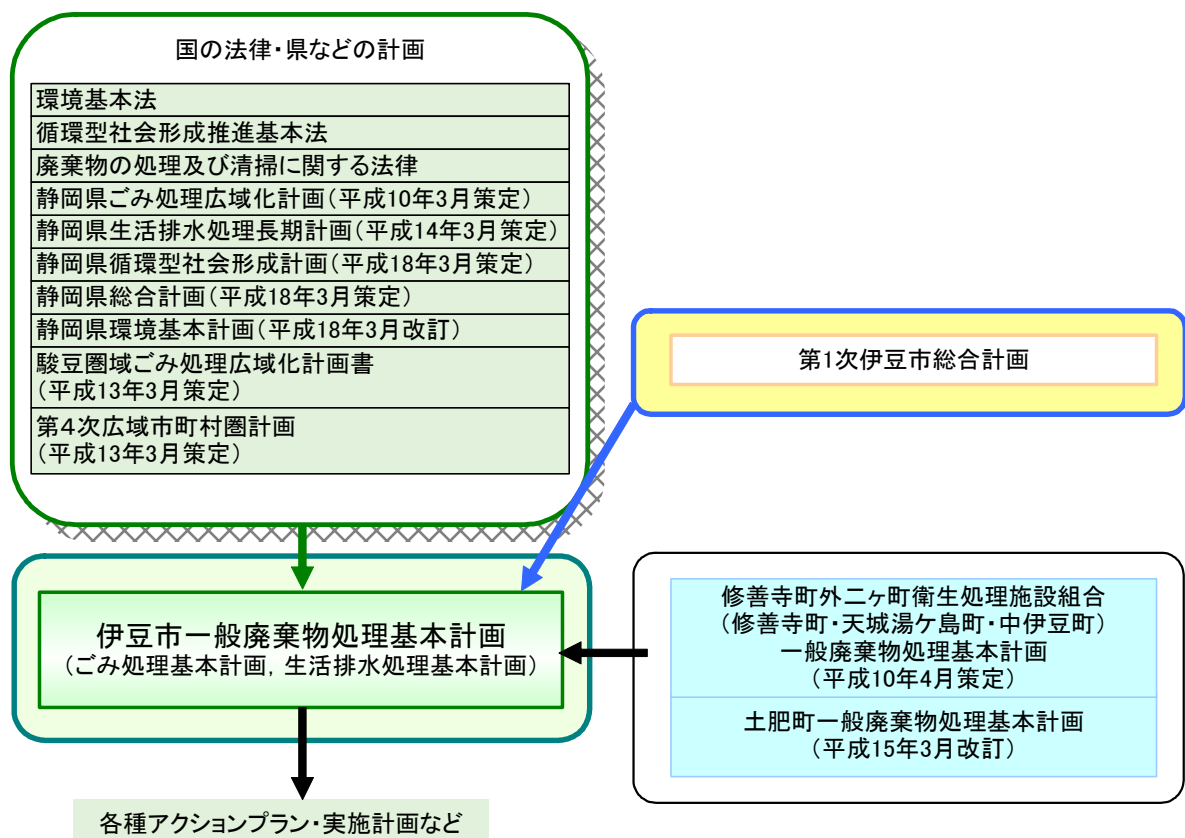 国の法律・県などの計画
環境基本法
循環型社会形成推進基本法
廃棄物の処理及び清掃に関する法律
静岡県ごみ処理広域化計画(平成10年3月策定)
静岡県生活排水処理長期計画(平成14年3月策定)
静岡県循環型社会形成計画(平成18年3月策定)
静岡県総合計画(平成18年3月策定)
静岡県環境基本計画(平成18年3月改訂)
駿豆圏域ごみ処理広域化計画書
(平成13年3月策定)
第4次広域市町村圏計画
(平成13年3月策定)
第1次伊豆市総合計画
伊豆市一般廃棄物処理基本計画
(ごみ処理基本計画, 生活排水処理基本計画)
修善寺町外二ヶ町衛生処理施設組合
(修善寺町・天城湯ケ島町・中伊豆町)
一般廃棄物処理基本計画
(平成10年4月策定)
土肥町一般廃棄物処理基本計画
(平成15年3月改訂)
各種アクションプラン・実施計画など